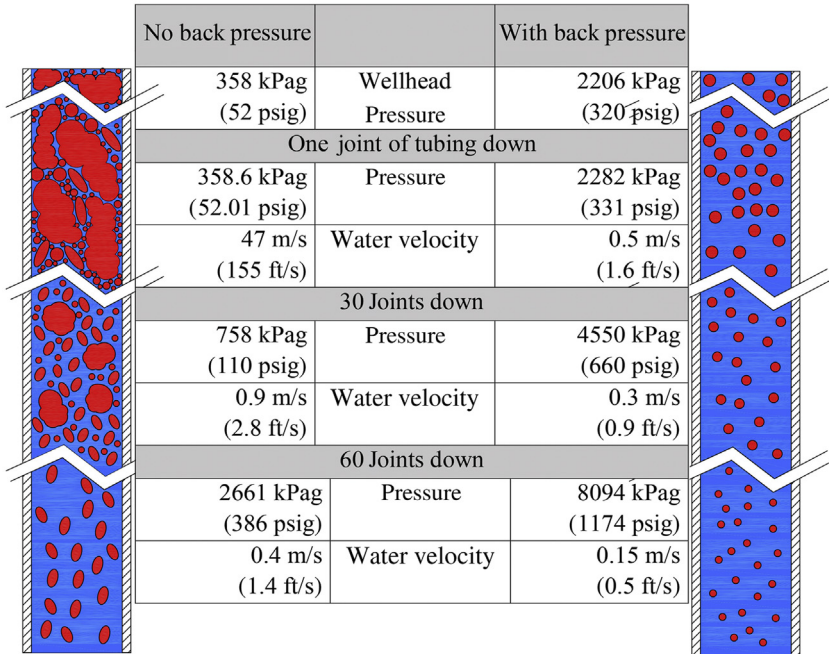 No back pressure With back pressure
358 kPag Wellhead 2206 kPag
(52 psig) Pressure (320 psig)
One joint of tubing down
358.6 kPag Pressure 2282 kPag
(52.01 psig) (331 psig)
47 m/s Water velocity 0.5 m/s
(155 ft/s) (1.6 ft/s)
30 Joints down
758 kPag Pressure 4550 kPag
(110 psig) (660 psig)
0.9 m/s Water velocity 0.3 m/s
(2.8 ft/s) (0.9 ft/s)
60 Joints down
2661 kPag Pressure 8094 kPag
(386 psig) (1174 psig)
0.4 m/s Water velocity 0.15 m/s
(1.4 ft/s) (0.5 ft/s)